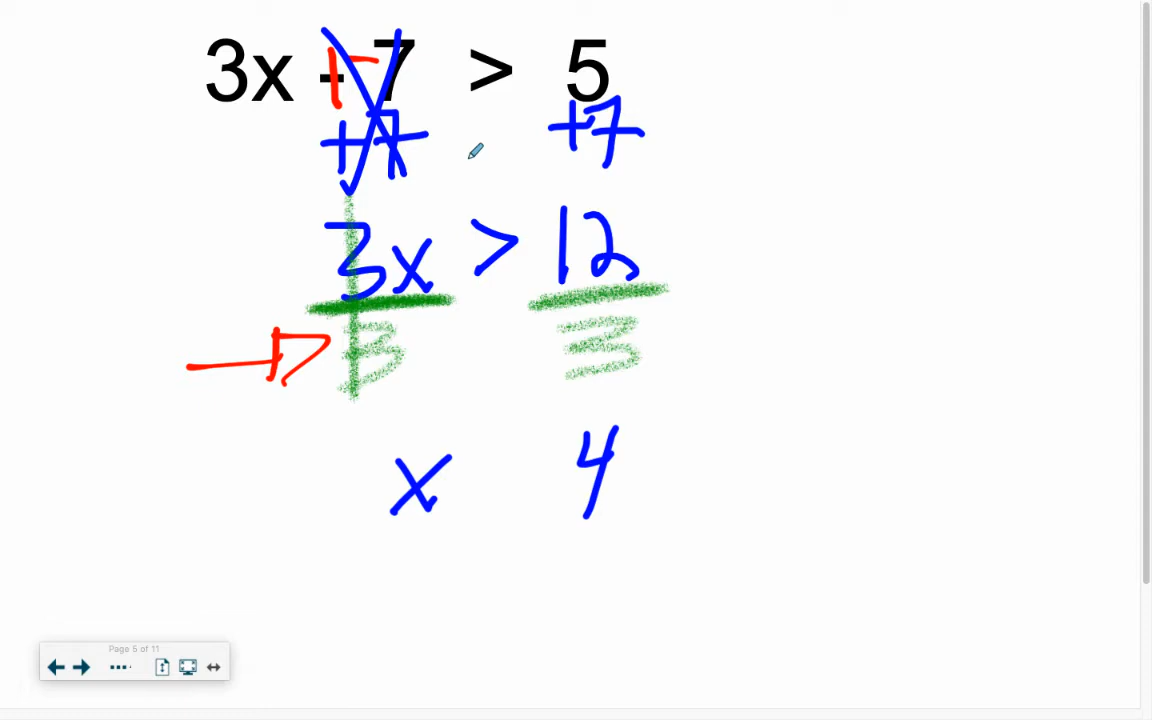 3x - 7 > 5
+7 +7
3x > 12
3 3
x 4
Page 5 of 11